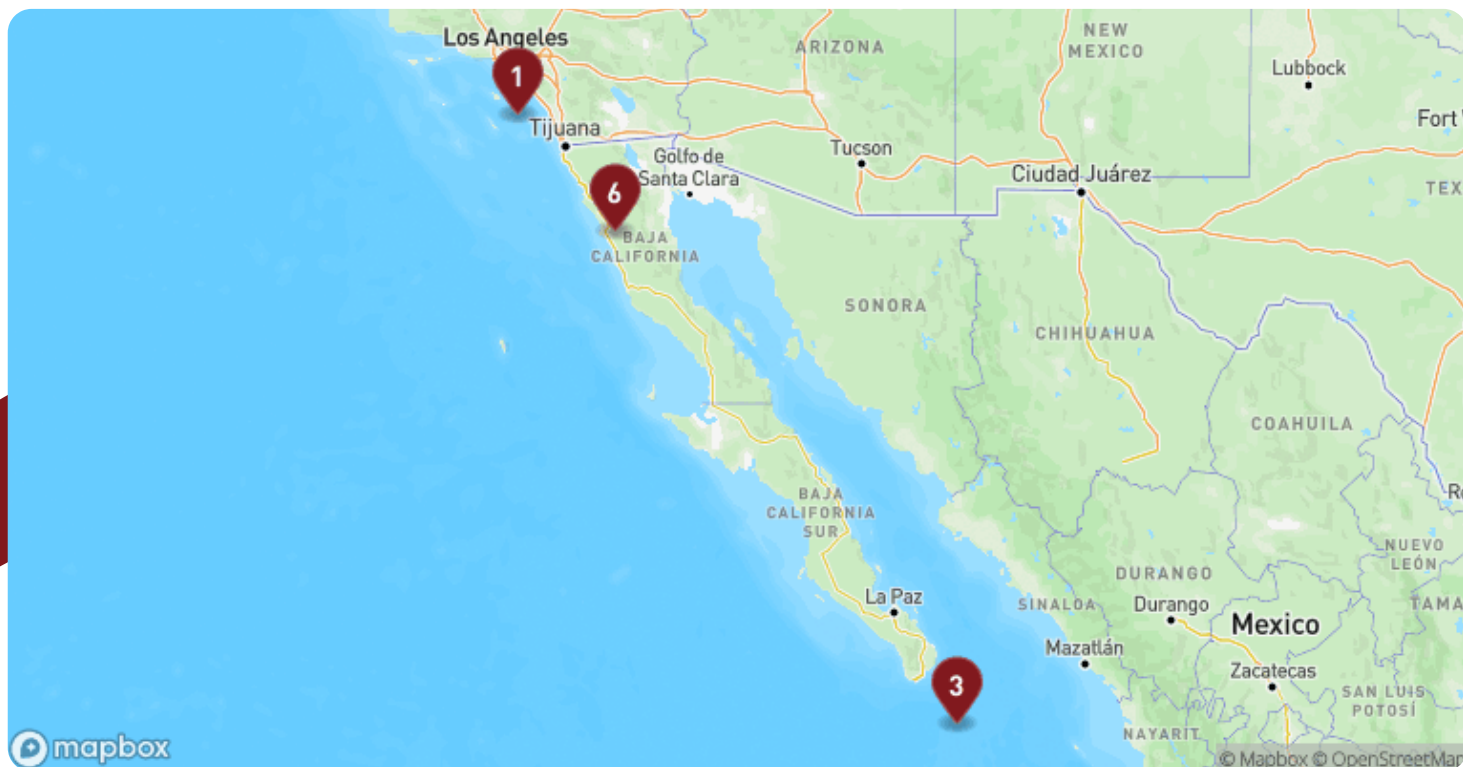 NEW
MEXICO
Los Angeles
ARIZONA
Lubbock
1
Fort
Tijuana
Tucson
Golfo de
Santa Clara
Ciudad Juárez
6
TEX
BAJA
CALIFORNIA
SONORA
CHIHUAHUA
COAHUILA
BAJA
CALIFORNIA
SUR
NUEVO
LEÓN
DURANGO
La Paz
SINALOA
Durango
TAMA
Mexico
Mazatlán
Zacatecas
3
SAN LUIS
POTOSÍ
NAYARIT
mapbox
© Mapbox © OpenStreetMap